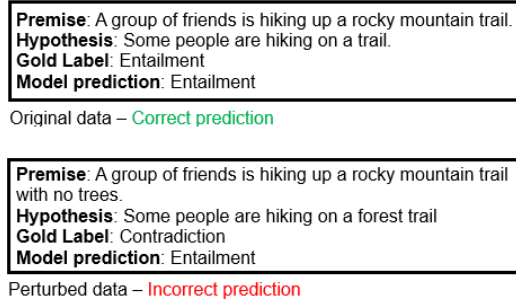 Premise: A group of friends is hiking up a rocky mountain trail.
Hypothesis: Some people are hiking on a trail.
Gold Label: Entailment
Model prediction: Entailment
Original data – Correct prediction
Premise: A group of friends is hiking up a rocky mountain trail
with no trees.
Hypothesis: Some people are hiking on a forest trail
Gold Label: Contradiction
Model prediction: Entailment
Perturbed data – Incorrect prediction